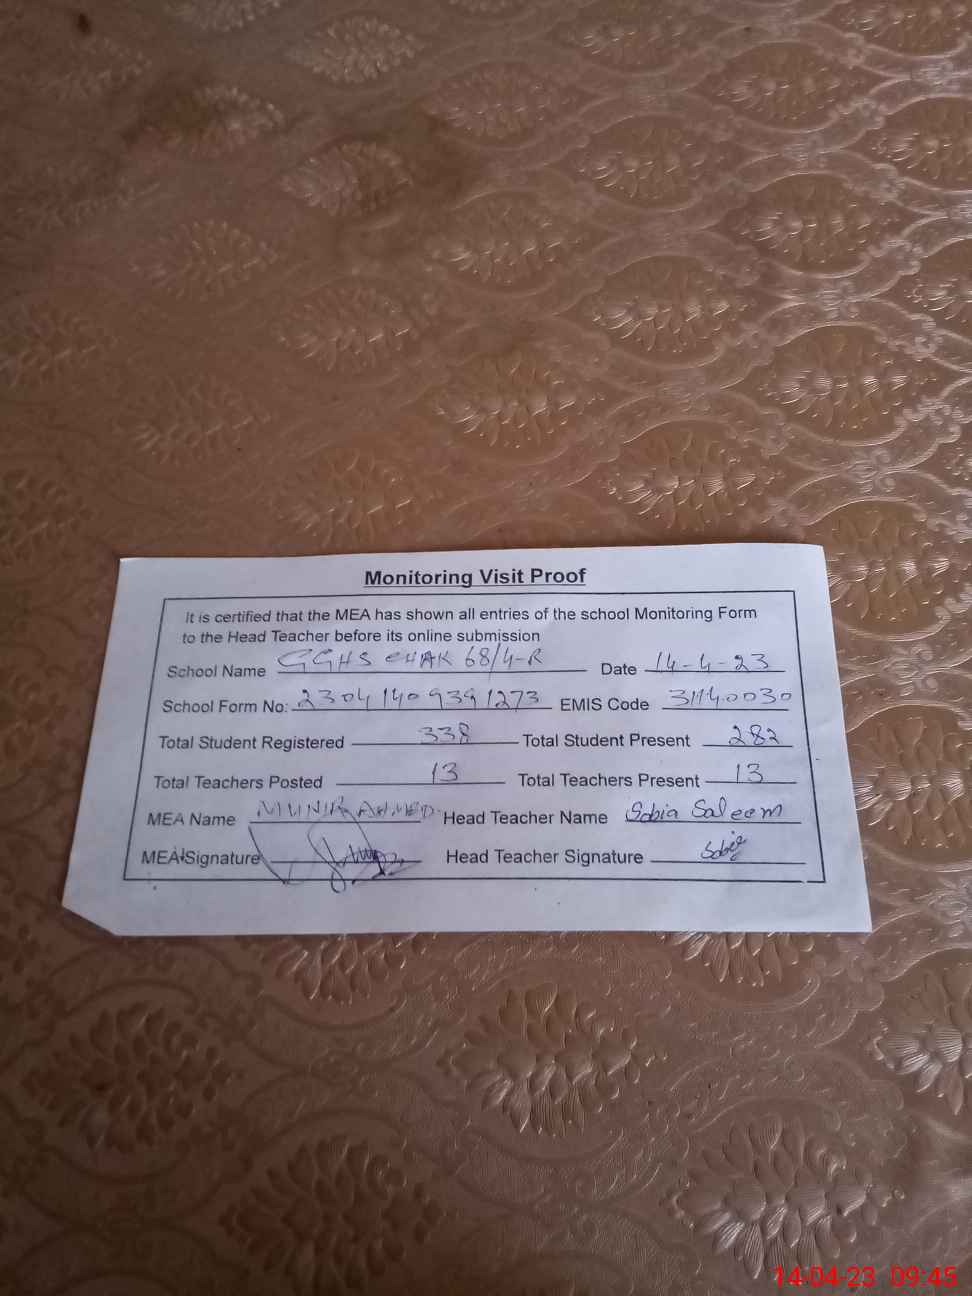 Monitoring Visit Proof
It is certified that the MEA has shown all entries of the school Monitoring Form
to the Head Teacher before its online submission
School Name GGHS CHAK 68/4-R Date 14-4-23
School Form No: 23041409391273 EMIS Code 31140030
Total Student Registered 338 Total Student Present 282
Total Teachers Posted 13 Total Teachers Present 13
MEA Name MUNIR AHMED Head Teacher Name Sobia Saleem
MEA Signature Head Teacher Signature Sobia
14-04-23 09:45